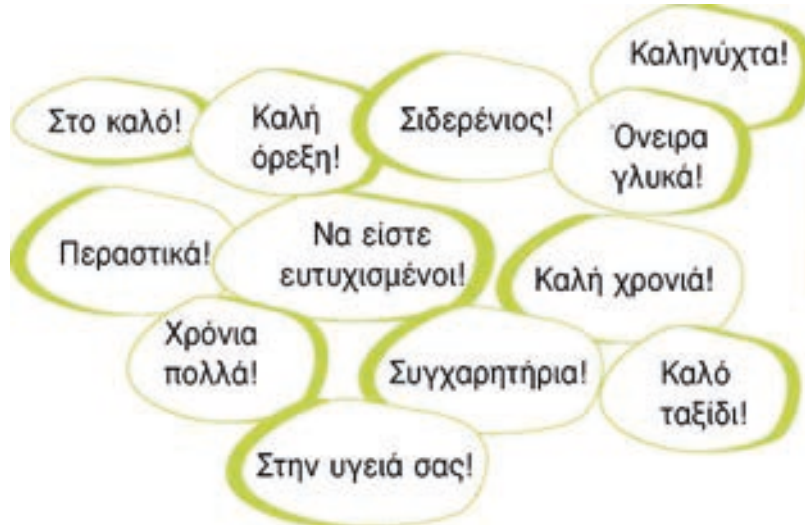 Καληνύχτα!
Στο καλό!
Καλή
όρεξη!
Σιδερένιος!
Όνειρα
γλυκά!
Περαστικά!
Να είστε
ευτυχισμένοι!
Καλή χρονιά!
Χρόνια
πολλά!
Συγχαρητήρια!
Καλό
ταξίδι!
Στην υγειά σας!